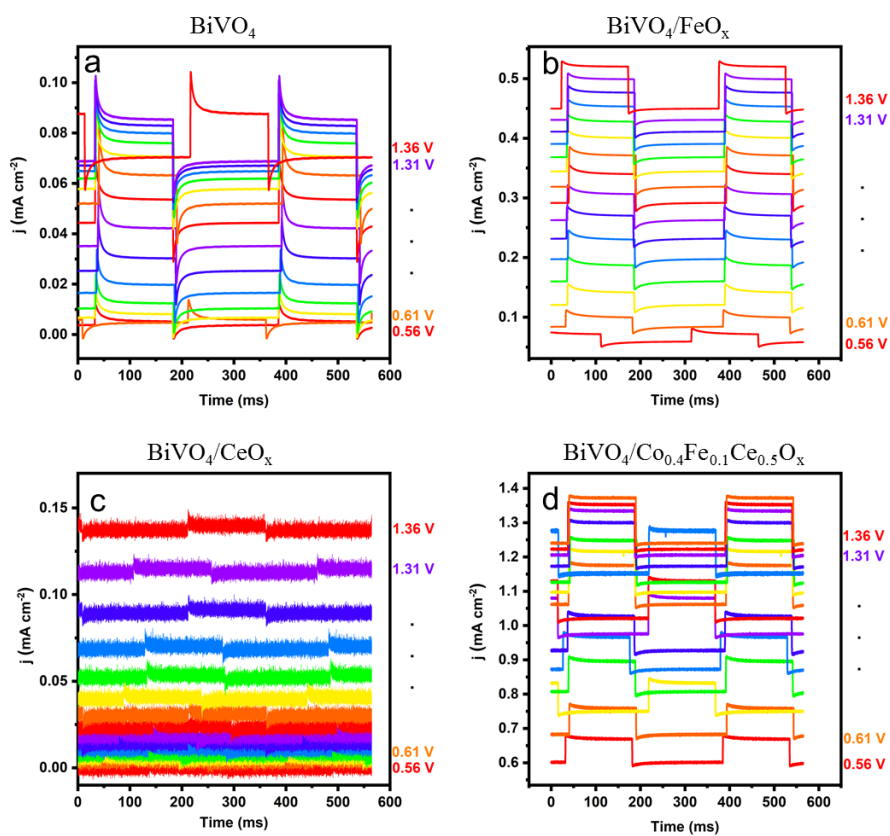 BiVO₄
a
j (mA cm⁻²)
0.10
0.08
0.06
0.04
0.02
0.00
1.36 V
1.31 V
.
.
.
0.61 V
0.56 V
0 100 200 300 400 500 600
Time (ms)
BiVO₄/FeOₓ
b
j (mA cm⁻²)
0.5
0.4
0.3
0.2
0.1
1.36 V
1.31 V
.
.
.
0.61 V
0.56 V
0 100 200 300 400 500 600
Time (ms)
BiVO₄/CeOₓ
c
j (mA cm⁻²)
0.15
0.10
0.05
0.00
1.36 V
1.31 V
.
.
.
0.61 V
0.56 V
0 100 200 300 400 500 600
Time (ms)
BiVO₄/Co₀.₄Fe₀.₁Ce₀.₅Oₓ
d
j (mA cm⁻²)
1.4
1.3
1.2
1.1
1.0
0.9
0.8
0.7
0.6
1.36 V
1.31 V
.
.
.
0.61 V
0.56 V
0 100 200 300 400 500 600
Time (ms)